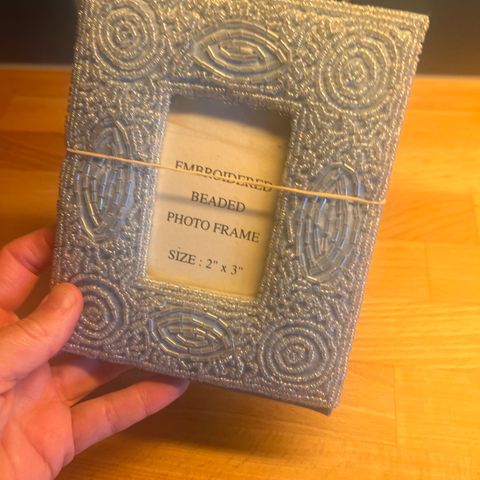 EMBROIDERED
BEADED
PHOTO FRAME
SIZE : 2" x 3"